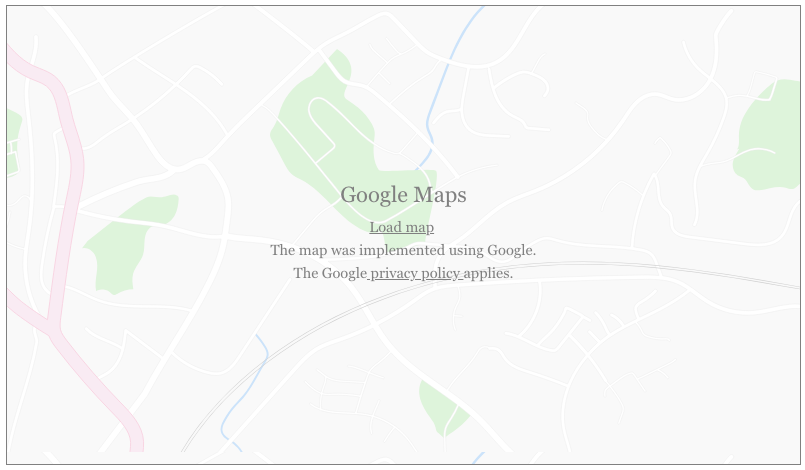 Google Maps
Load map
The map was implemented using Google.
The Google privacy policy applies.